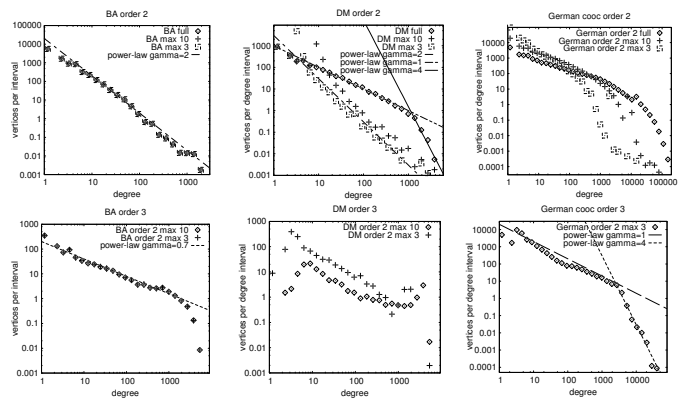 BA order 2
100000
10000
1000
100
10
1
0.1
0.01
0.001
1
10
100
1000
vertices per interval
degree
BA full
BA max 10
BA max 3
power-law gamma=2
DM order 2
10000
1000
100
10
1
0.1
0.01
0.001
1
10
100
1000
vertices per degree interval
degree
DM full
DM max 10
DM max 3
power-law gamma=2
power-law gamma=1
power-law gamma=4
German cooc order 2
10000
1000
100
10
1
0.1
0.01
0.001
1
10
100
1000
10000
100000
vertices per degree interval
degree
German order 2 full
German order 2 max 10
German order 2 max 3
BA order 3
1000
100
10
1
0.1
0.01
0.001
1
10
100
1000
vertices per interval
degree
BA order 2 max 10
BA order 2 max 3
power-law gamma=0.7
DM order 3
1000
100
10
1
0.1
0.01
0.001
1
10
100
1000
vertices per degree interval
degree
DM order 2 max 10
DM order 2 max 3
German cooc order 3
10000
1000
100
10
1
0.1
0.01
0.001
0.0001
1
10
100
1000
10000
vertices per degree interval
degree
German order 2 max 3
power-law gamma=1
power-law gamma=4